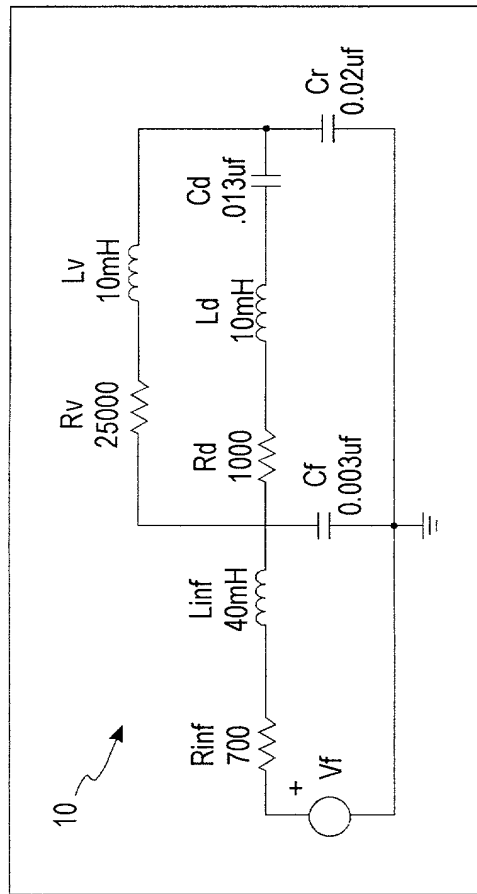 10
Rv
25000
Lv
10mH
Rinf
700
Linf
40mH
Rd
1000
Ld
10mH
Cd
.013uf
+
Vf
Cf
0.003uf
Cr
0.02uf